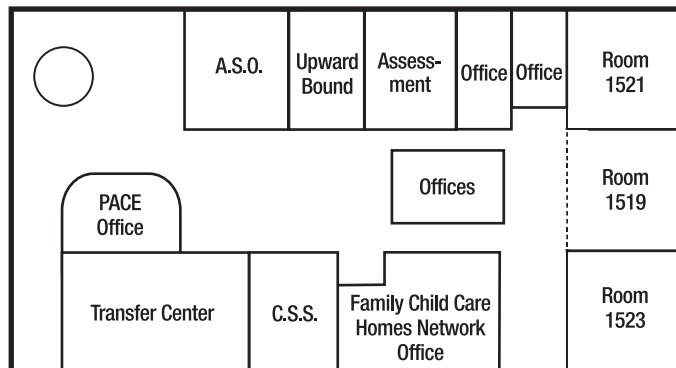 A.S.O.
Upward
Bound
Assess-
ment
Office
Office
Room
1521
PACE
Office
Offices
Room
1519
Transfer Center
C.S.S.
Family Child Care
Homes Network
Office
Room
1523